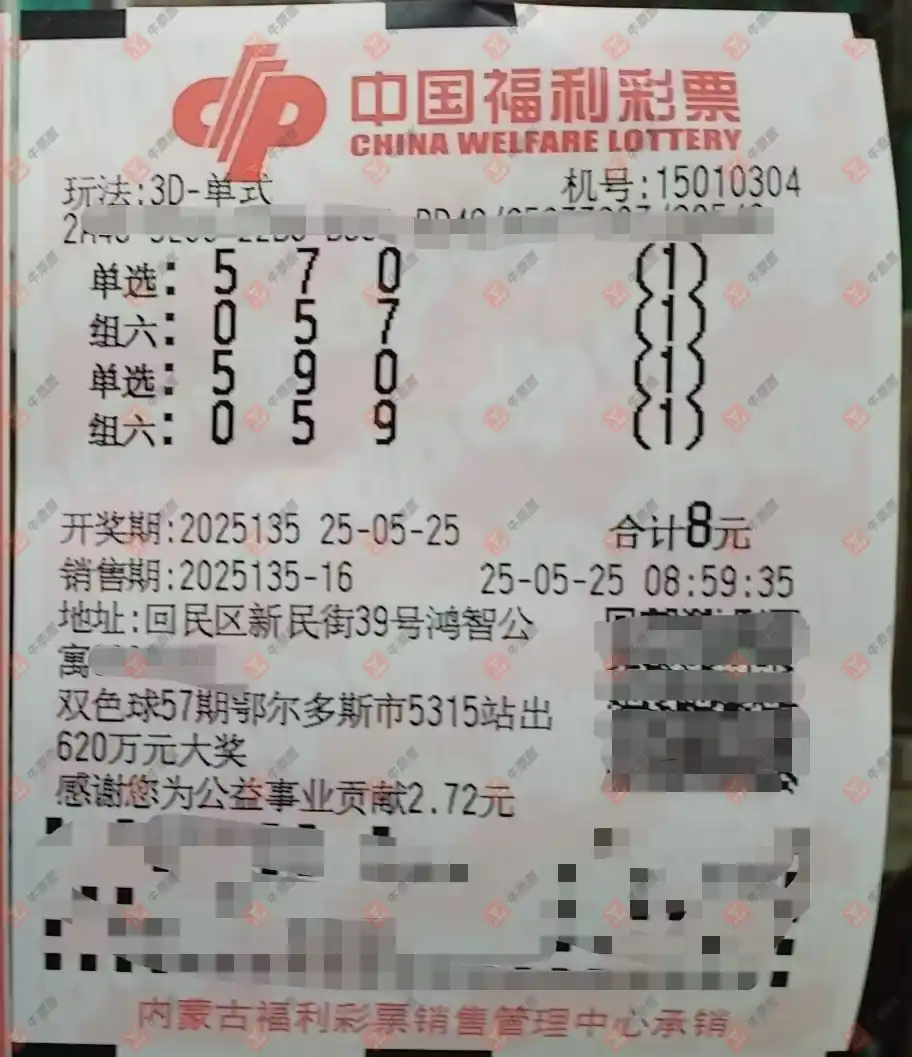 中国福利彩票
CHINA WELFARE LOTTERY
玩法:3D-单式 机号:15010304
单选: 5 7 0 (1)
组六: 0 5 7 (1)
单选: 5 9 0 (1)
组六: 0 5 9 (1)
开奖期:2025135 25-05-25 合计8元
销售期:2025135-16 25-05-25 08:59:35
地址:回民区新民街39号鸿智公
寓
双色球57期鄂尔多斯市5315站出
620万元大奖
感谢您为公益事业贡献2.72元
内蒙古福利彩票销售管理中心承销